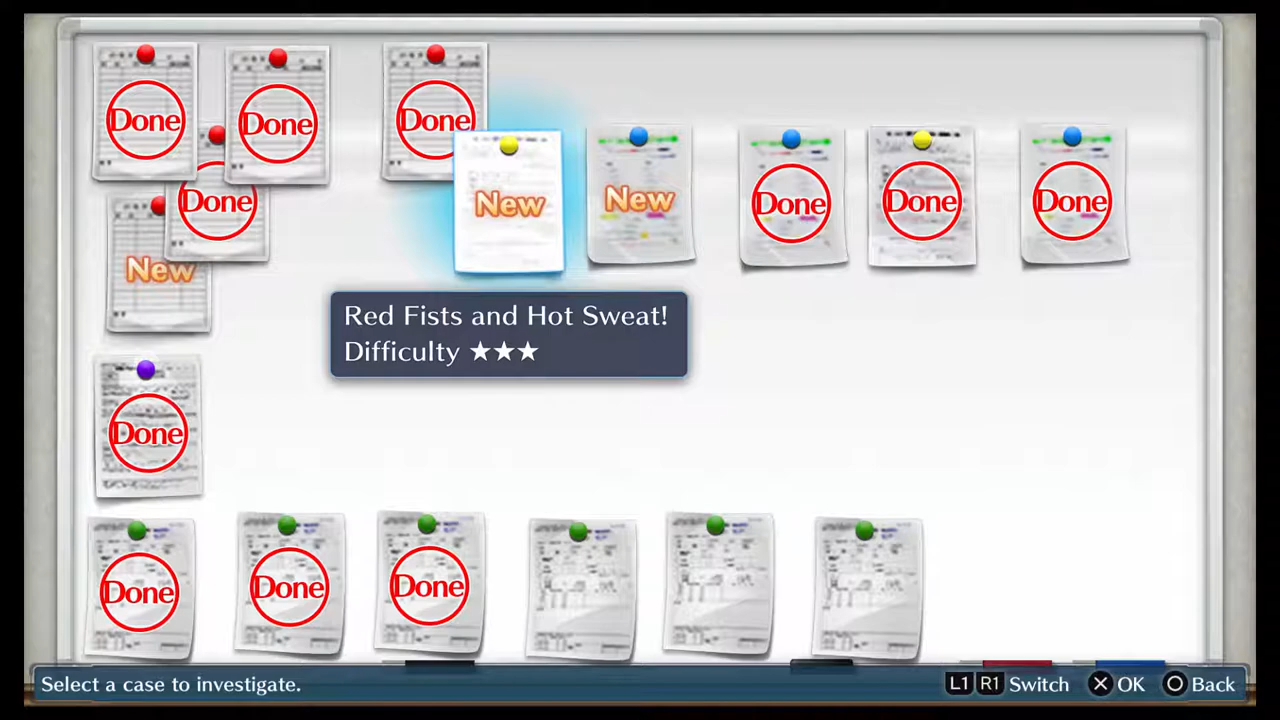 Done
Done
Done
Done
New
New
New
Done
Done
Done
Red Fists and Hot Sweat!
Difficulty ★★★
Done
Done
Done
Done
Select a case to investigate.
L1 R1 Switch OK Back